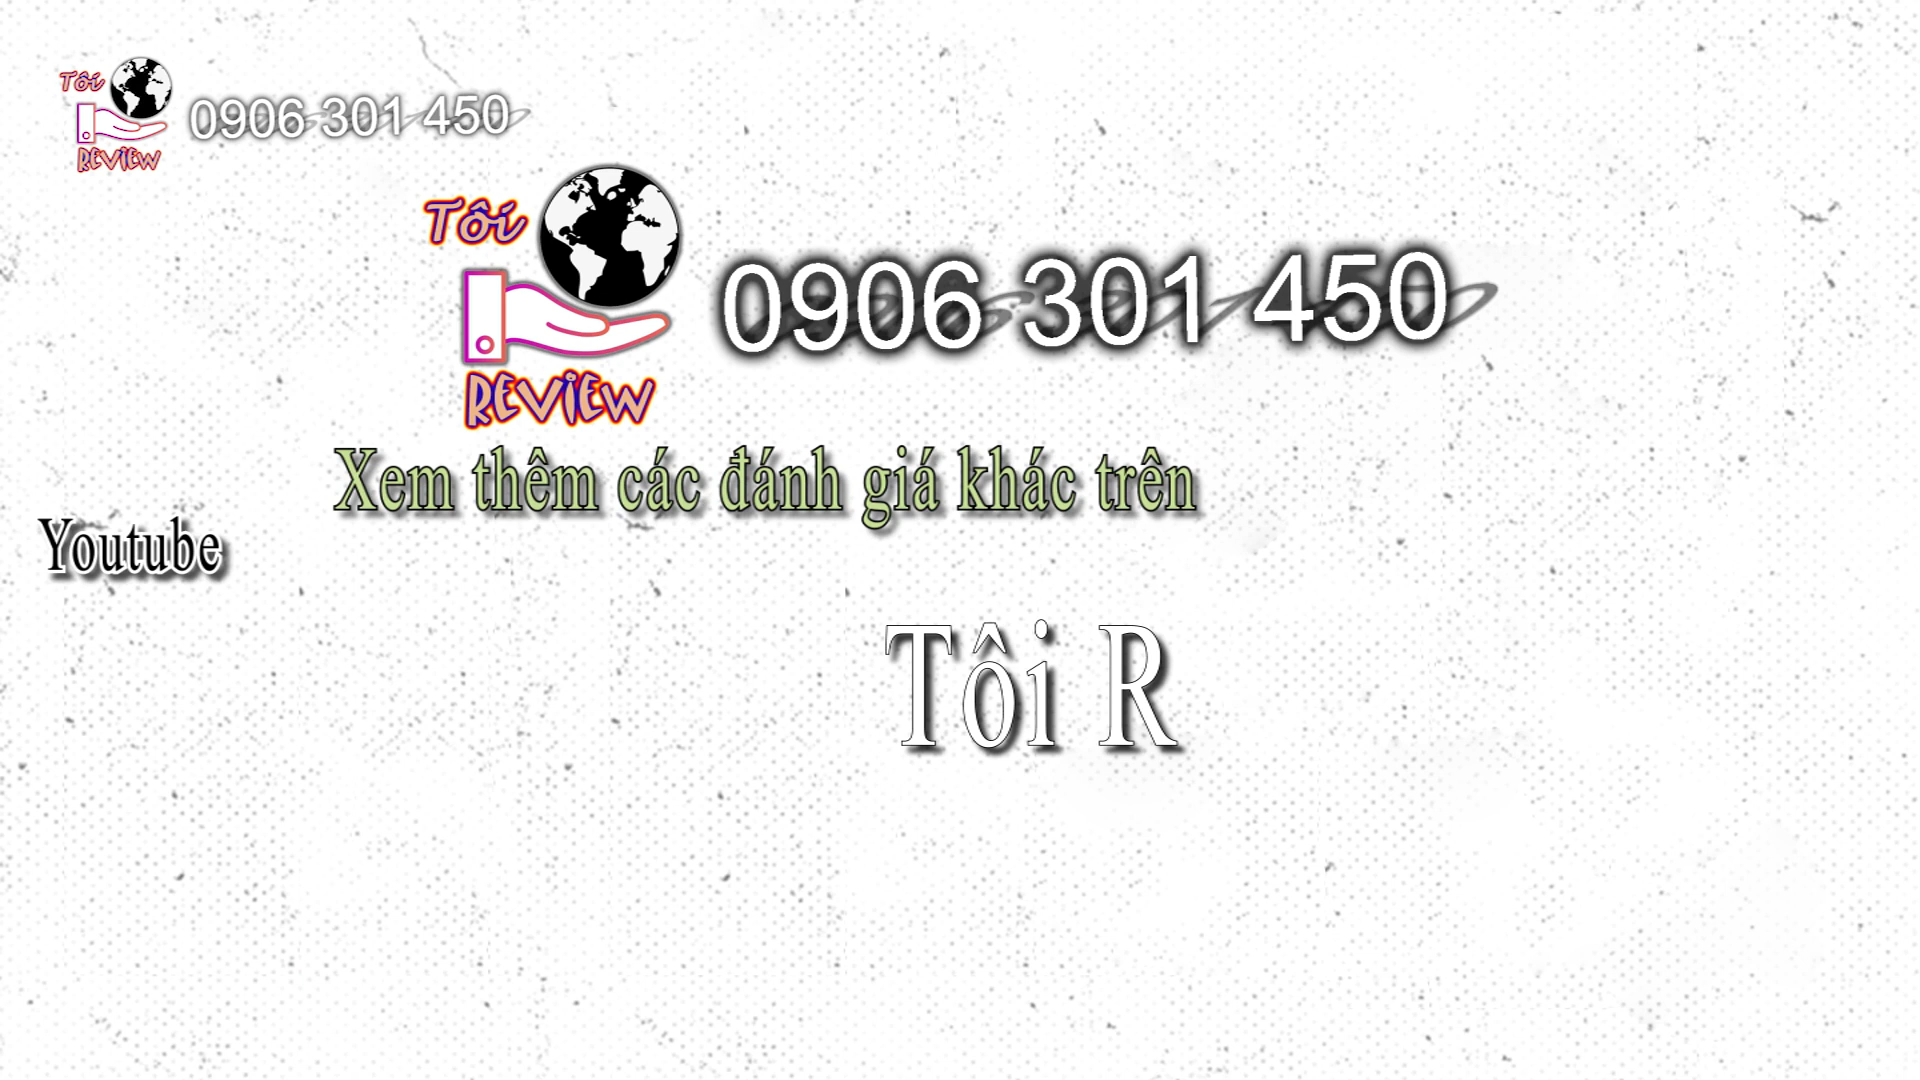 Tôi
0906 301 450
REVIEW
Tôi
0906 301 450
REVIEW
Xem thêm các đánh giá khác trên
Youtube
Tôi R